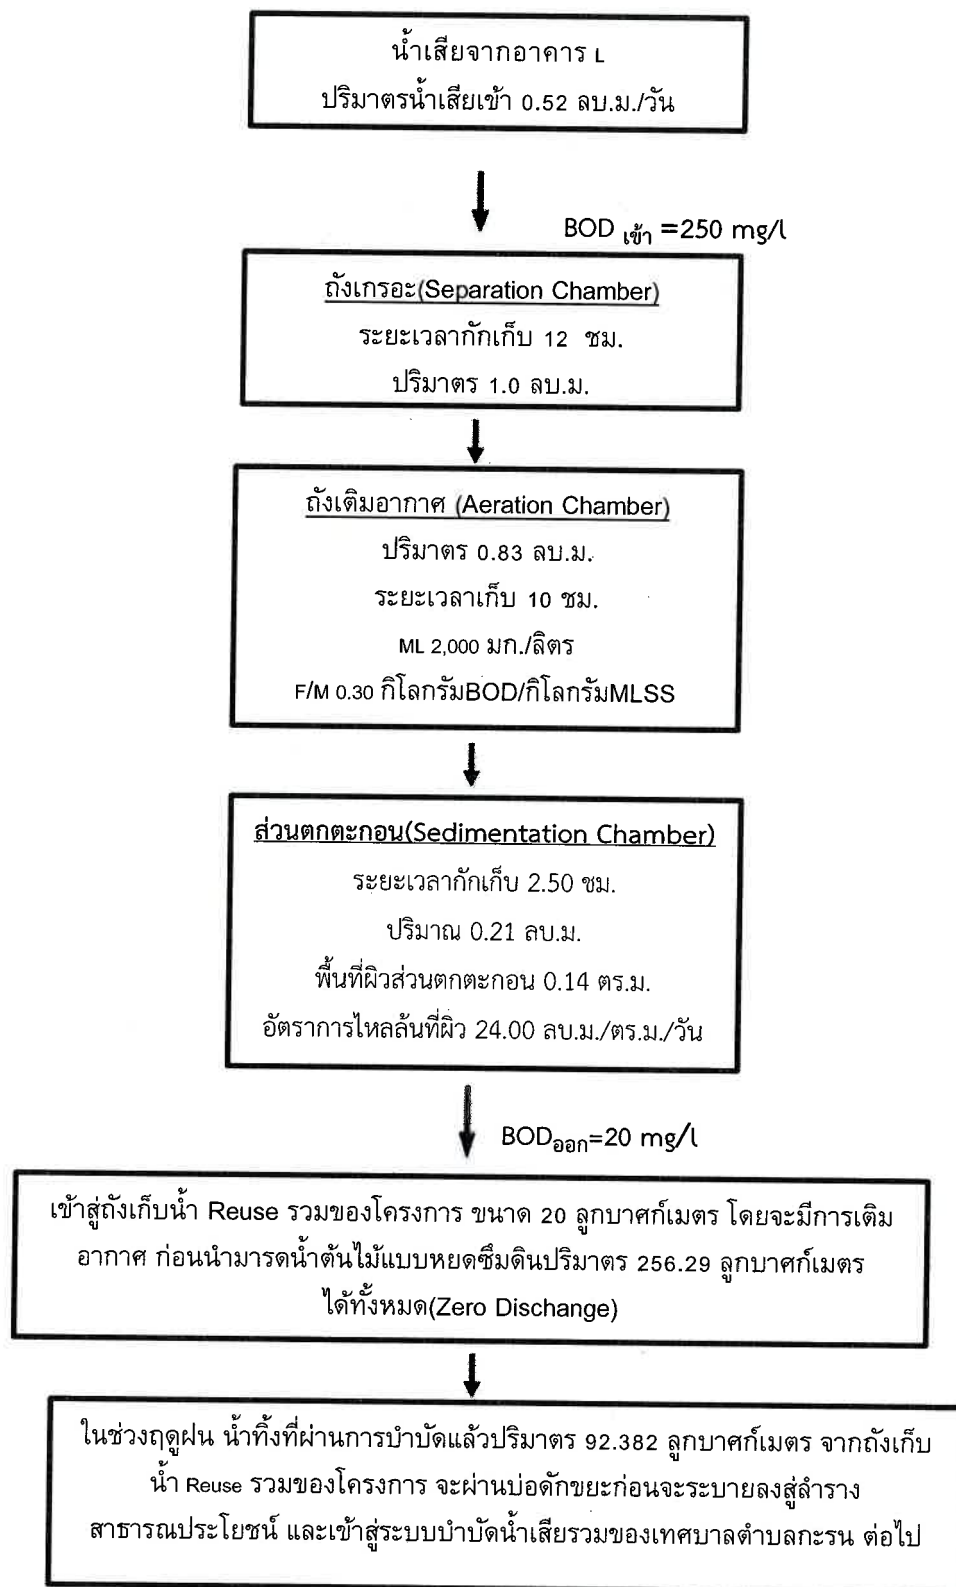 น้ำเสียจากอาคาร L
ปริมาตรน้ำเสียเข้า 0.52 ลบ.ม./วัน
BOD เข้า =250 mg/l
ถังเกรอะ(Separation Chamber)
ระยะเวลากักเก็บ 12 ชม.
ปริมาตร 1.0 ลบ.ม.
ถังเติมอากาศ (Aeration Chamber)
ปริมาตร 0.83 ลบ.ม.
ระยะเวลาเก็บ 10 ชม.
ML 2,000 มก./ลิตร
F/M 0.30 กิโลกรัมBOD/กิโลกรัมMLSS
ส่วนตกตะกอน(Sedimentation Chamber)
ระยะเวลากักเก็บ 2.50 ชม.
ปริมาณ 0.21 ลบ.ม.
พื้นที่ผิวส่วนตกตะกอน 0.14 ตร.ม.
อัตราการไหลล้นที่ผิว 24.00 ลบ.ม./ตร.ม./วัน
BODออก=20 mg/l
เข้าสู่ถังเก็บน้ำ Reuse รวมของโครงการ ขนาด 20 ลูกบาศก์เมตร โดยจะมีการเติม
อากาศ ก่อนนำมารดน้ำต้นไม้แบบหยดซึมดินปริมาตร 256.29 ลูกบาศก์เมตร
ได้ทั้งหมด(Zero Dischange)
ในช่วงฤดูฝน น้ำทิ้งที่ผ่านการบำบัดแล้วปริมาตร 92.382 ลูกบาศก์เมตร จากถังเก็บ
น้ำ Reuse รวมของโครงการ จะผ่านบ่อดักขยะก่อนจะระบายลงสู่ลำราง
สาธารณประโยชน์ และเข้าสู่ระบบบำบัดน้ำเสียรวมของเทศบาลตำบลกะรน ต่อไป